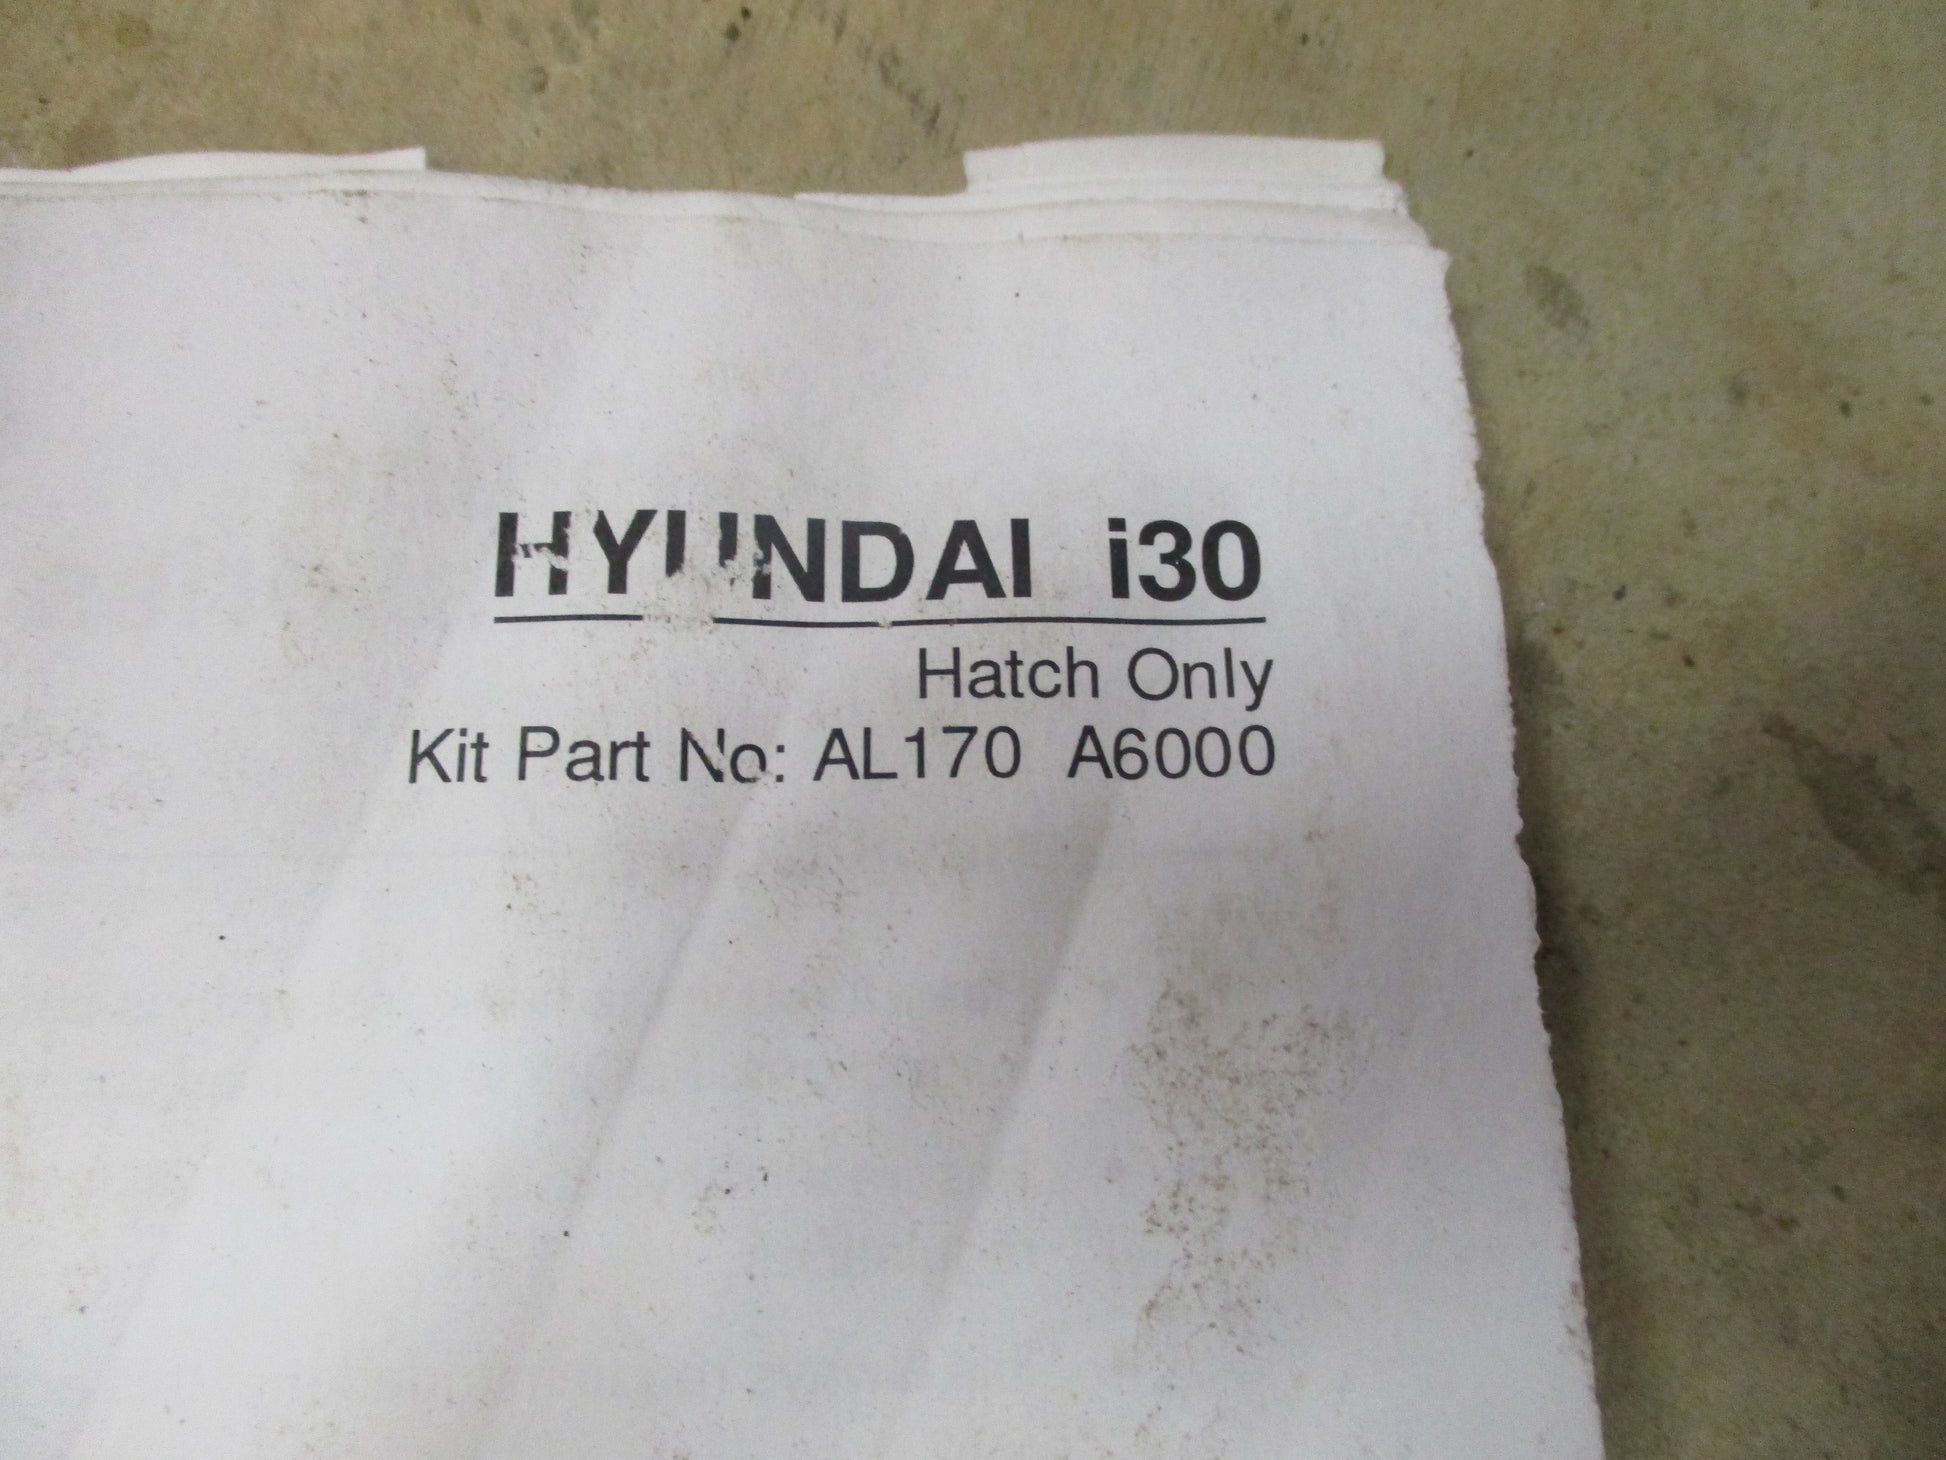 HYUNDAI i30
Hatch Only
Kit Part No: AL170 A6000